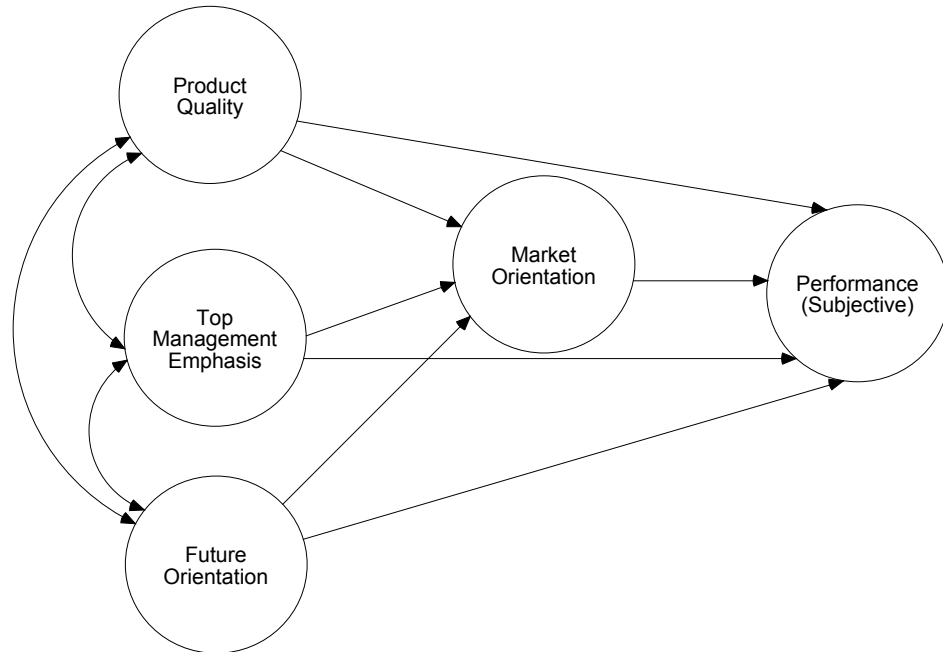 Product
Quality
Market
Orientation
Performance
(Subjective)
Top
Management
Emphasis
Future
Orientation